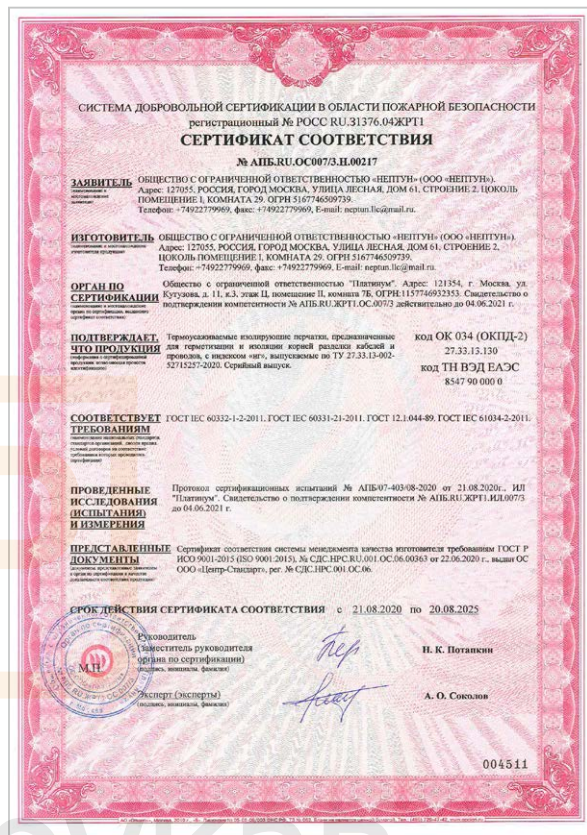 СИСТЕМА ДОБРОВОЛЬНОЙ СЕРТИФИКАЦИИ В ОБЛАСТИ ПОЖАРНОЙ БЕЗОПАСНОСТИ
регистрационный № РОСС RU.31376.04ЖРТ1
СЕРТИФИКАТ СООТВЕТСТВИЯ
№ АПБ.RU.ОС007/3.Н.00217
ЗАЯВИТЕЛЬ ОБЩЕСТВО С ОГРАНИЧЕННОЙ ОТВЕТСТВЕННОСТЬЮ «НЕПТУН» (ООО «НЕПТУН»).
Адрес: 127055, РОССИЯ, ГОРОД МОСКВА, УЛИЦА ЛЕСНАЯ, ДОМ 61, СТРОЕНИЕ 2, ЦОКОЛЬ
ПОМЕЩЕНИЕ I, КОМНАТА 29. ОГРН 5167746509739.
Телефон: +74922779969, факс: +74922779969, E-mail: neptun.llc@mail.ru.
ИЗГОТОВИТЕЛЬ ОБЩЕСТВО С ОГРАНИЧЕННОЙ ОТВЕТСТВЕННОСТЬЮ «НЕПТУН» (ООО «НЕПТУН»).
Адрес: 127055, РОССИЯ, ГОРОД МОСКВА, УЛИЦА ЛЕСНАЯ, ДОМ 61, СТРОЕНИЕ 2,
ЦОКОЛЬ ПОМЕЩЕНИЕ I, КОМНАТА 29. ОГРН 5167746509739.
Телефон: +74922779969, факс: +74922779969, E-mail: neptun.llc@mail.ru.
ОРГАН ПО СЕРТИФИКАЦИИ
Общество с ограниченной ответственностью "Платинум". Адрес: 121354, г. Москва, ул.
Кутузова, д. 11, к.3, этаж Ц, помещение II, комната 7Б, ОГРН:1157746932353. Свидетельство о
подтверждении компетентности № АПБ.RU.ЖРТ1.ОС.007/3 действительно до 04.06.2021 г.
ПОДТВЕРЖДАЕТ,
ЧТО ПРОДУКЦИЯ
Термоусаживаемые изолирующие перчатки, предназначенные
для герметизации и изоляции корней разделки кабелей и
проводов, с индексом «нг», выпускаемые по ТУ 27.33.13-002-
52715257-2020. Серийный выпуск.
код ОК 034 (ОКПД-2)
27.33.13.130
код ТН ВЭД ЕАЭС
8547 90 000 0
СООТВЕТСТВУЕТ ТРЕБОВАНИЯМ
ГОСТ IEC 60332-1-2-2011, ГОСТ IEC 60331-21-2011, ГОСТ 12.1.044-89, ГОСТ IEC 61034-2-2011.
ПРОВЕДЕННЫЕ
ИССЛЕДОВАНИЯ
(ИСПЫТАНИЯ)
И ИЗМЕРЕНИЯ
Протокол сертификационных испытаний № АПБ/07-403/08-2020 от 21.08.2020г., ИЛ
"Платинум". Свидетельство о подтверждении компетентности № АПБ.RU.ЖРТ1.ИЛ.007/3
до 04.06.2021 г.
ПРЕДСТАВЛЕННЫЕ
ДОКУМЕНТЫ
Сертификат соответствия системы менеджмента качества изготовителя требованиям ГОСТ Р
ИСО 9001-2015 (ISO 9001:2015), № СДС.НРС.RU.001.ОС.06.00363 от 22.06.2020 г., выдан ОС
ООО «Центр-Стандарт», рег. № СДС.НРС.001.ОС.06.
СРОК ДЕЙСТВИЯ СЕРТИФИКАТА СООТВЕТСТВИЯ с 21.08.2020 по 20.08.2025
Руководитель
(заместитель руководителя
органа по сертификации)
подпись, инициалы, фамилия
Н. К. Потапкин
М.П.
Эксперт (эксперты)
(подпись, инициалы, фамилия)
А. О. Соколов
004511